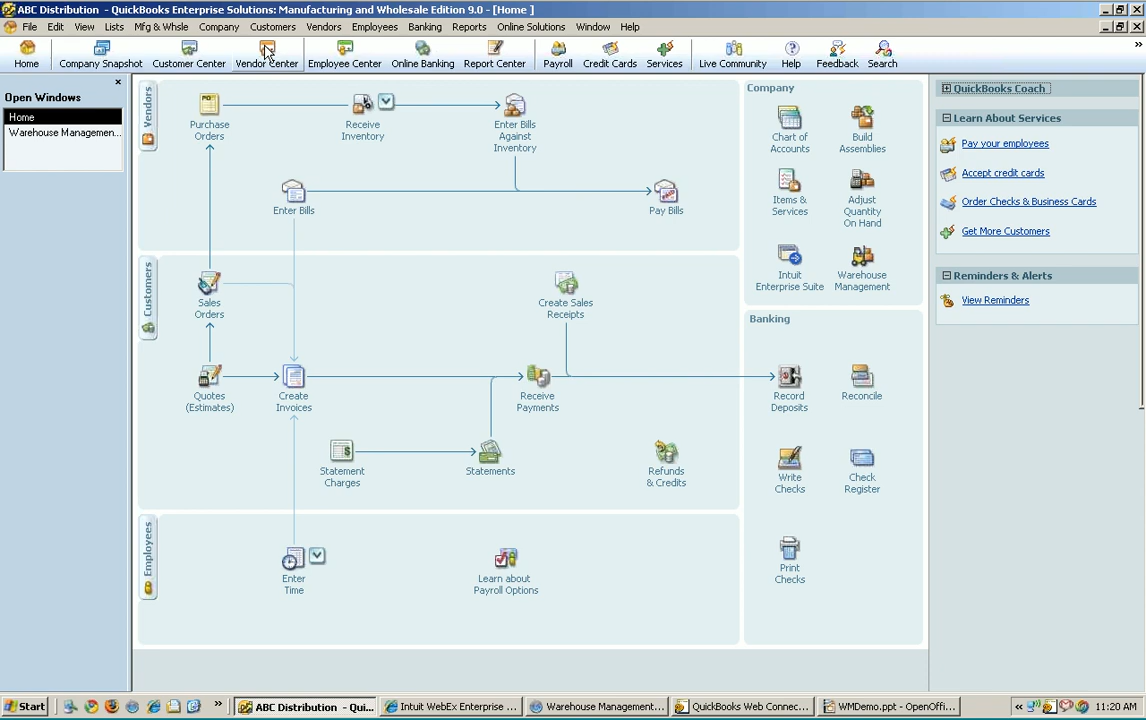 ABC Distribution - QuickBooks Enterprise Solutions: Manufacturing and Wholesale Edition 9.0 - [Home ]
File Edit View Lists Mfg & Whsle Company Customers Vendors Employees Banking Reports Online Solutions Window Help
Home Company Snapshot Customer Center Vendor Center Employee Center Online Banking Report Center Payroll Credit Cards Services Live Community Help Feedback Search
Open Windows
Home
Warehouse Managemen...
Vendors
Purchase
Orders
Receive
Inventory
Enter Bills
Against
Inventory
Enter Bills
Pay Bills
Customers
Sales
Orders
Create Sales
Receipts
Quotes
(Estimates)
Create
Invoices
Receive
Payments
Statement
Charges
Statements
Refunds
& Credits
Employees
Enter
Time
Learn about
Payroll Options
Company
Chart of
Accounts
Build
Assemblies
Items &
Services
Adjust
Quantity
On Hand
Intuit
Enterprise Suite
Warehouse
Management
Banking
Record
Deposits
Reconcile
Write
Checks
Check
Register
Print
Checks
QuickBooks Coach
Learn About Services
Pay your employees
Accept credit cards
Order Checks & Business Cards
Get More Customers
Reminders & Alerts
View Reminders
Start ABC Distribution - Qui... Intuit WebEx Enterprise ... Warehouse Management... QuickBooks Web Connec... WMDemo.ppt - OpenOffi... 11:20 AM